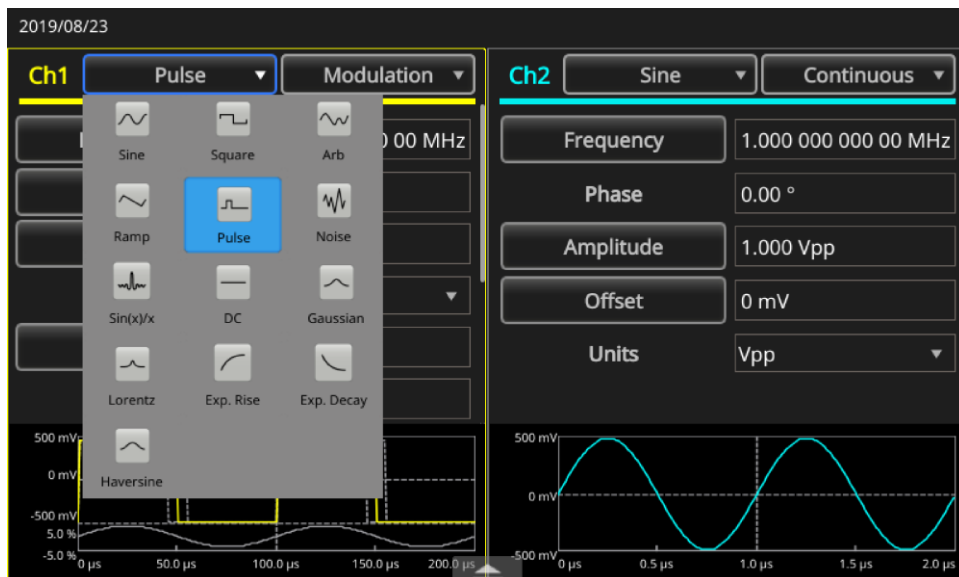 2019/08/23
Ch1 Pulse Modulation
Sine Square Arb
Ramp Pulse Noise
Sin(x)/x DC Gaussian
Lorentz Exp. Rise Exp. Decay
Haversine
00 MHz
500 mV
0 mV
-500 mV
5.0 %
-5.0 %
0 µs 50.0 µs 100.0 µs 150.0 µs 200.0 µs
Ch2 Sine Continuous
Frequency 1.000 000 000 00 MHz
Phase 0.00 °
Amplitude 1.000 Vpp
Offset 0 mV
Units Vpp
500 mV
0 mV
-500 mV
0 µs 0.5 µs 1.0 µs 1.5 µs 2.0 µs